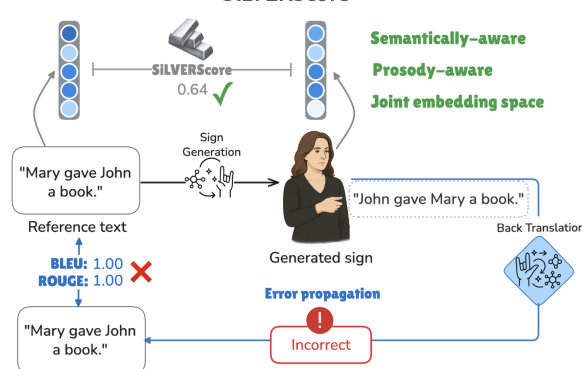 SiLVERScore
0.64
Semantically-aware
Prosody-aware
Joint embedding space
Sign
Generation
"Mary gave John
a book."
Reference text
"John gave Mary a book."
Generated sign
Back Translation
BLEU: 1.00
ROUGE: 1.00
Error propagation
!
Incorrect
"Mary gave John
a book."